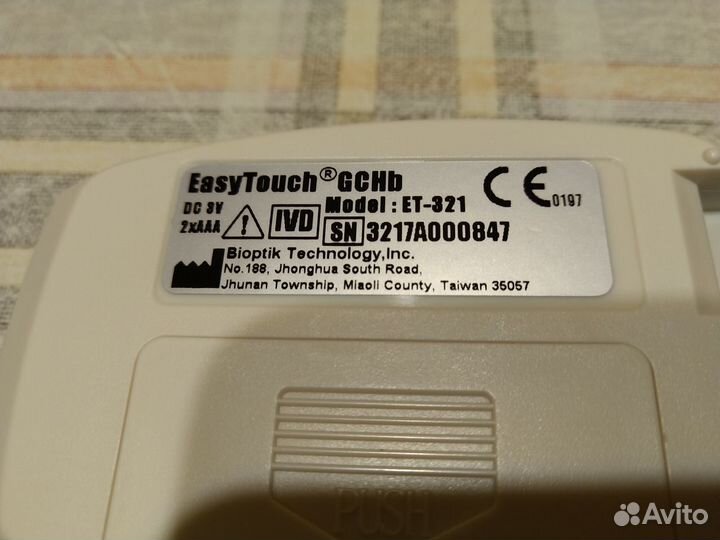 EasyTouch® GCHb
DC 3V
2xAAA
IVD
Model : ET-321
SN 3217A000847
CE 0197
Bioptik Technology,Inc.
No.188, Jhonghua South Road,
Jhunan Township, Miaoli County, Taiwan 35057
PUSH
Avito